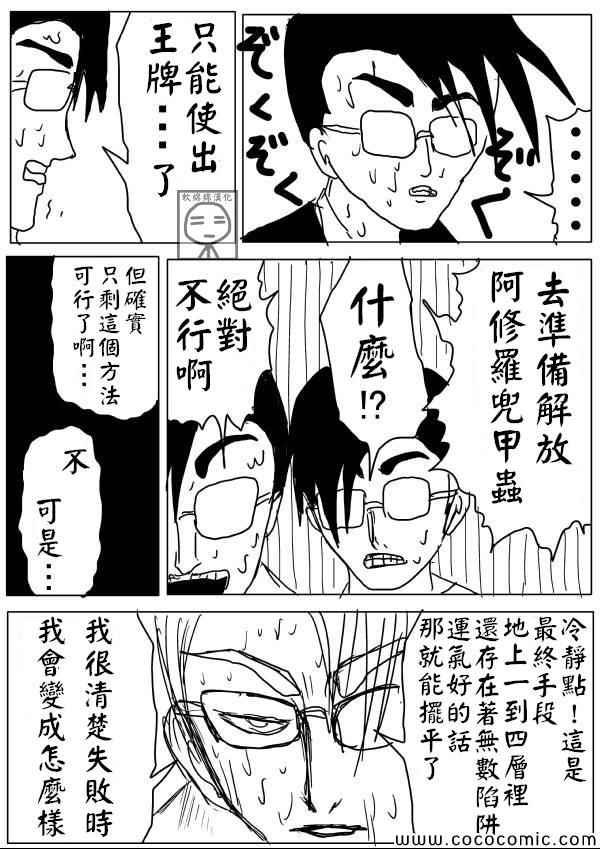 ‥‥‥
ぞくぞく
ぞくぞく
只能使出
王牌⋯了
軟綿綿漢化
去準備解放
阿修羅兜甲蟲
什麼!?
絕對
不行啊
但確實
只剩這個方法
可行了啊⋯
不
可是⋯
冷靜點！這是
最終手段
地上一到四層裡
還存在著無數陷阱
運氣好的話
那就能擺平了
我很清楚失敗時
我會變成怎麼樣
www.cococomic.com